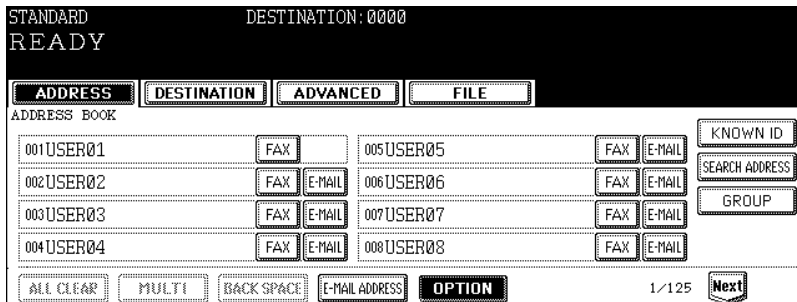 STANDARD DESTINATION:0000
READY
ADDRESS DESTINATION ADVANCED FILE
ADDRESS BOOK
001USER01 FAX 005USER05 FAX E-MAIL KNOWN ID
002USER02 FAX E-MAIL 006USER06 FAX E-MAIL SEARCH ADDRESS
003USER03 FAX E-MAIL 007USER07 FAX E-MAIL GROUP
004USER04 FAX E-MAIL 008USER08 FAX E-MAIL
ALL CLEAR MULTI BACK SPACE E-MAIL ADDRESS OPTION 1/125 Next